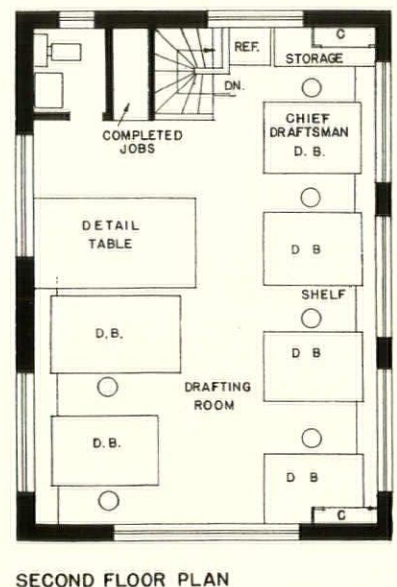 C
REF.
STORAGE
DN.
COMPLETED
JOBS
CHIEF
DRAFTSMAN
D. B.
DETAIL
TABLE
D B
SHELF
D.B.
D B
DRAFTING
ROOM
D.B.
D B
C
SECOND FLOOR PLAN